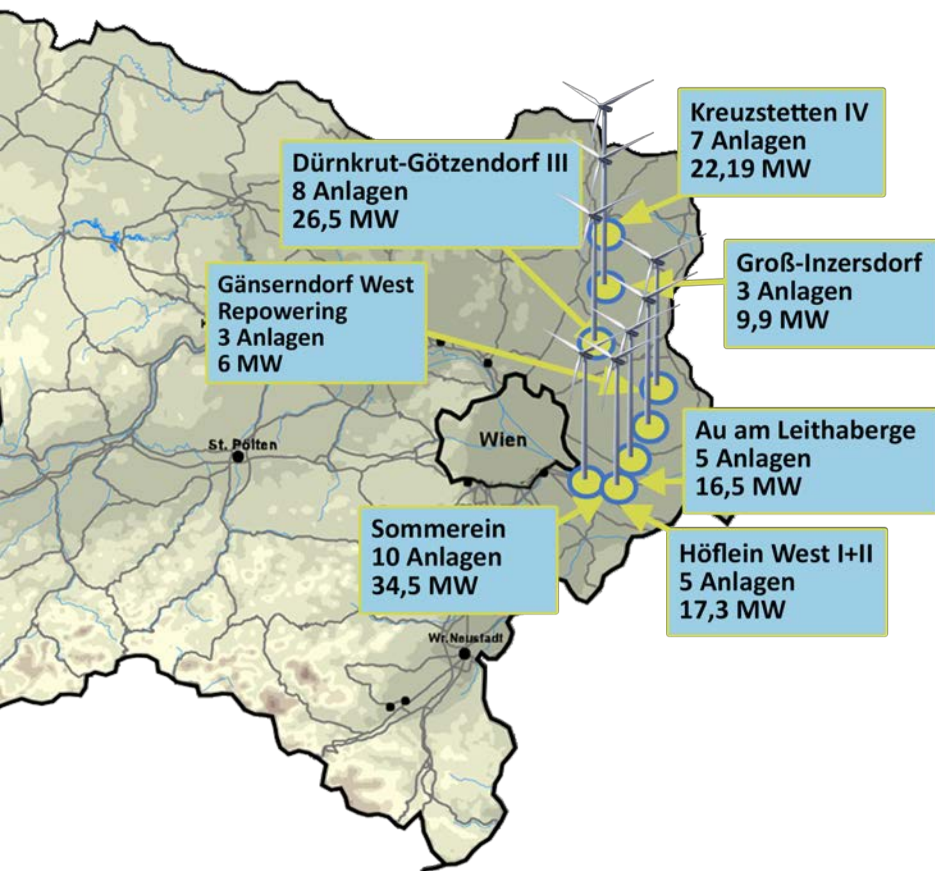 Kreuzstetten IV
7 Anlagen
22,19 MW
Dürnkrut-Götzendorf III
8 Anlagen
26,5 MW
Groß-Inzersdorf
3 Anlagen
9,9 MW
Gänserndorf West
Repowering
3 Anlagen
6 MW
Au am Leithaberge
5 Anlagen
16,5 MW
Wien
St. Pölten
Sommerein
10 Anlagen
34,5 MW
Höflein West I+II
5 Anlagen
17,3 MW
Wr. Neustadt